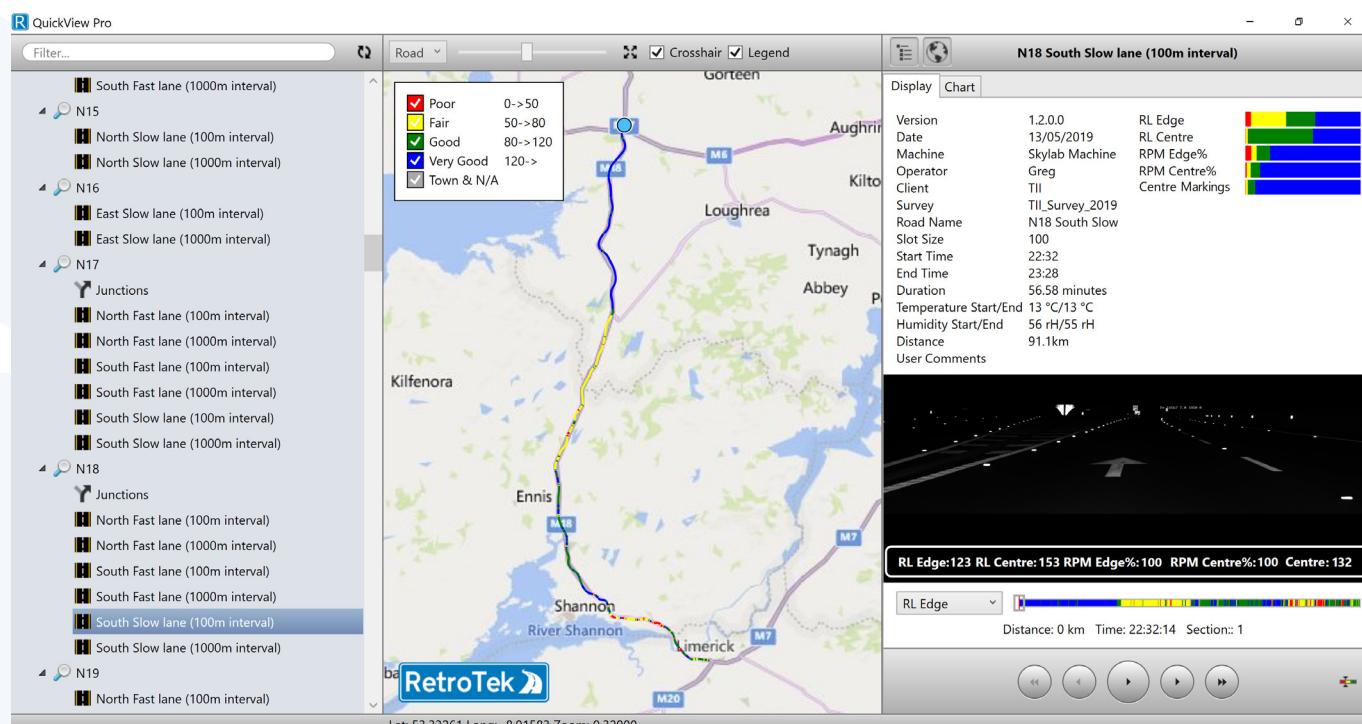 QuickView Pro
Filter...
South Fast lane (1000m interval)
N15
North Slow lane (100m interval)
North Slow lane (1000m interval)
N16
East Slow lane (100m interval)
East Slow lane (1000m interval)
N17
Junctions
North Fast lane (100m interval)
North Fast lane (1000m interval)
South Fast lane (100m interval)
South Fast lane (1000m interval)
South Slow lane (100m interval)
South Slow lane (1000m interval)
N18
Junctions
North Fast lane (100m interval)
North Fast lane (1000m interval)
South Fast lane (100m interval)
South Fast lane (1000m interval)
South Slow lane (100m interval)
South Slow lane (1000m interval)
N19
North Fast lane (100m interval)
Road Crosshair Legend
Poor 0->50
Fair 50->80
Good 80->120
Very Good 120->
Town & N/A
Gorteen
Aughrir
M6
M18
Kilto
Loughrea
Tynagh
Abbey
P
Kilfenora
Ennis
M18
M7
Shannon
River Shannon
Limerick
M7
ba
RetroTek
M20
N18 South Slow lane (100m interval)
Display Chart
Version 1.2.0.0 RL Edge
Date 13/05/2019 RL Centre
Machine Skylab Machine RPM Edge%
Operator Greg RPM Centre%
Client TII Centre Markings
Survey TII_Survey_2019
Road Name N18 South Slow
Slot Size 100
Start Time 22:32
End Time 23:28
Duration 56.58 minutes
Temperature Start/End 13 °C/13 °C
Humidity Start/End 56 rH/55 rH
Distance 91.1km
User Comments
RL Edge:123 RL Centre:153 RPM Edge%:100 RPM Centre%:100 Centre:132
RL Edge
Distance: 0 km Time: 22:32:14 Section:: 1